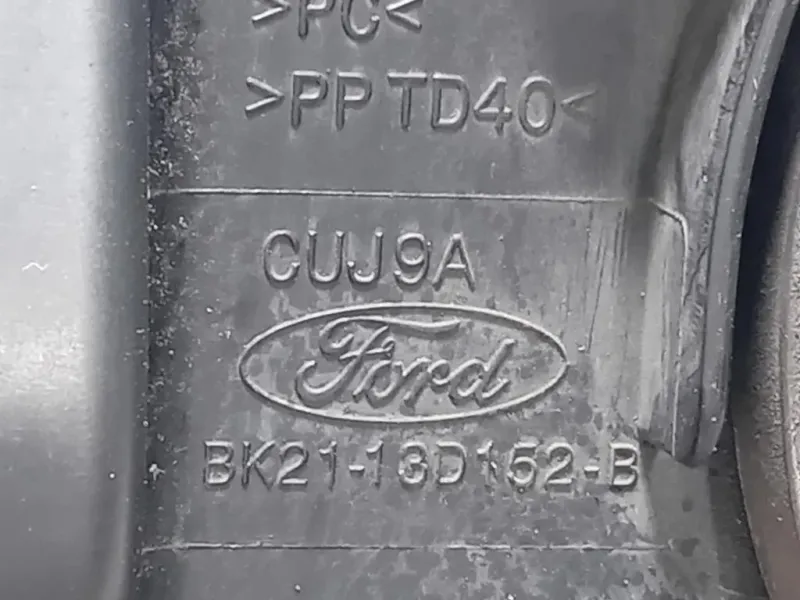 >PC<
>PP TD40<
CUJ9A
Ford
BK21-13D152-B